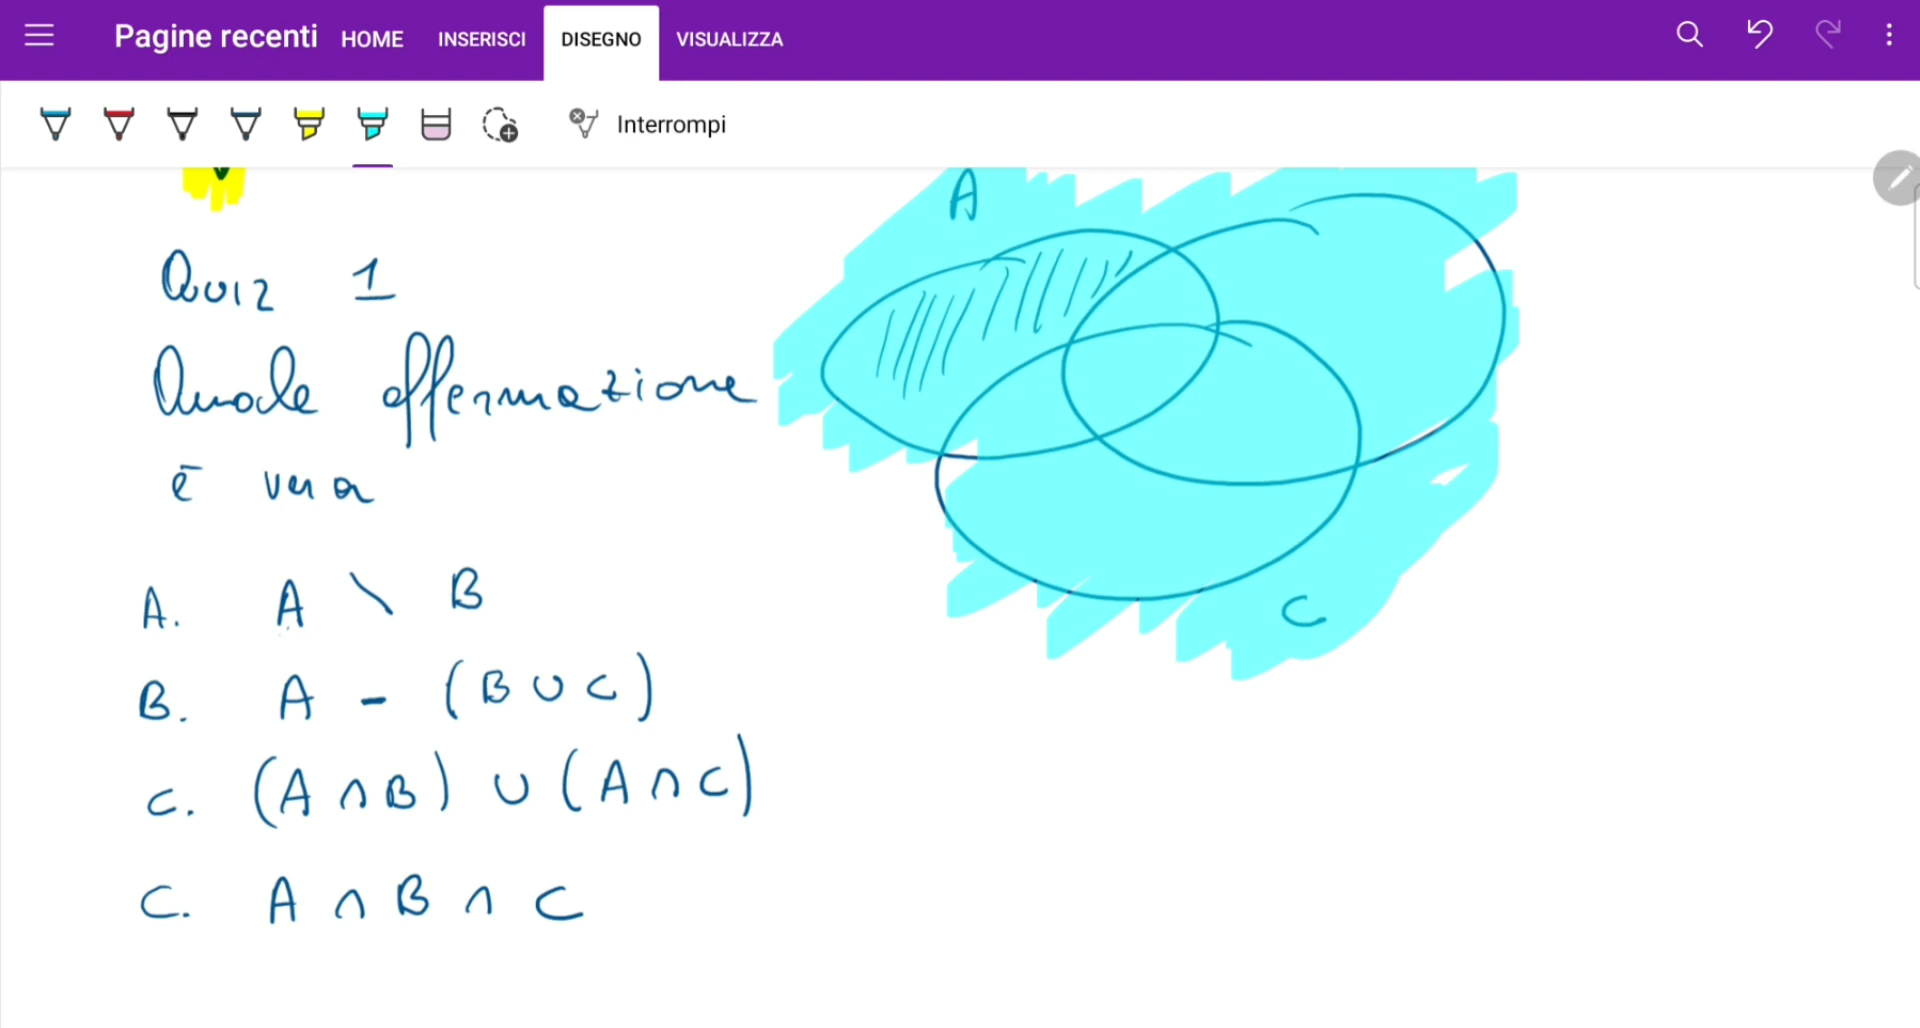 Pagine recenti HOME INSERISCI DISEGNO VISUALIZZA
Interrompi
A
Quiz 1
Quale affermazione
è vera
A. A \ B
B. A - (B ∪ C)
C. (A ∩ B) ∪ (A ∩ C)
C. A ∩ B ∩ C
C